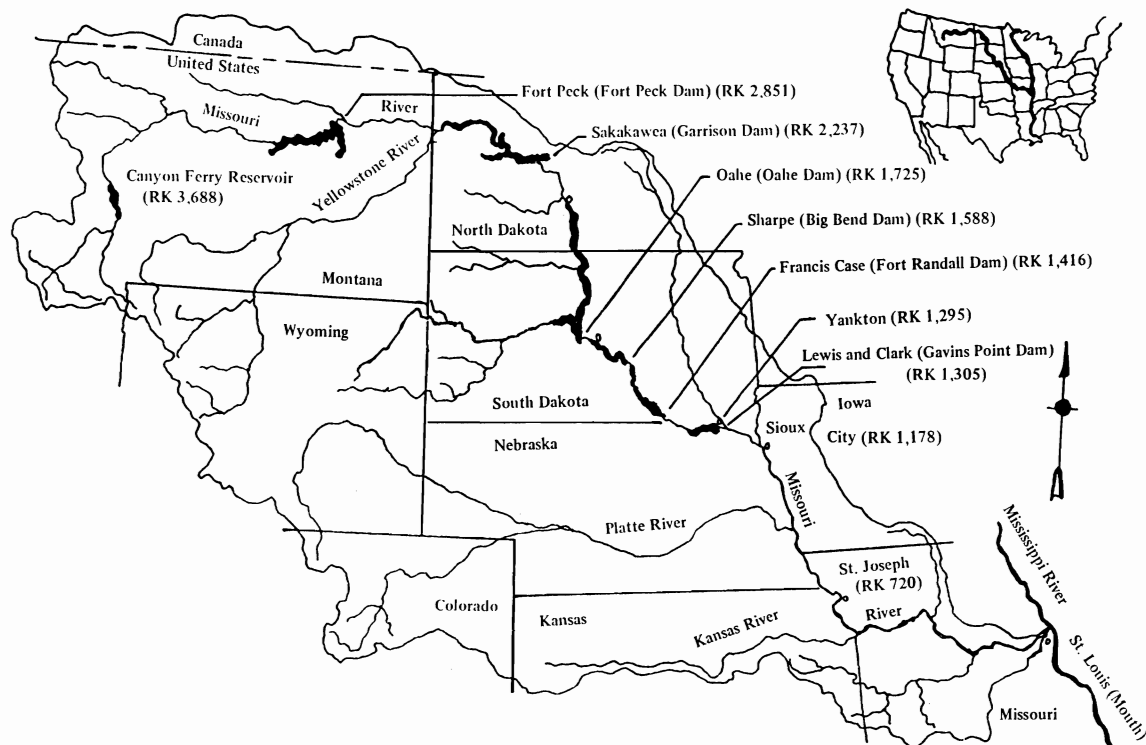 Canada
United States
Missouri
River
Fort Peck (Fort Peck Dam) (RK 2,851)
Sakakawea (Garrison Dam) (RK 2,237)
Canyon Ferry Reservoir
(RK 3,688)
Yellowstone River
Oahe (Oahe Dam) (RK 1,725)
Sharpe (Big Bend Dam) (RK 1,588)
North Dakota
Francis Case (Fort Randall Dam) (RK 1,416)
Montana
Wyoming
Yankton (RK 1,295)
Lewis and Clark (Gavins Point Dam)
(RK 1,305)
South Dakota
Iowa
Nebraska
Sioux
City (RK 1,178)
Missouri
Platte River
Mississippi River
St. Joseph
(RK 720)
River
Colorado
Kansas
Kansas River
St. Louis (Mouth)
Missouri